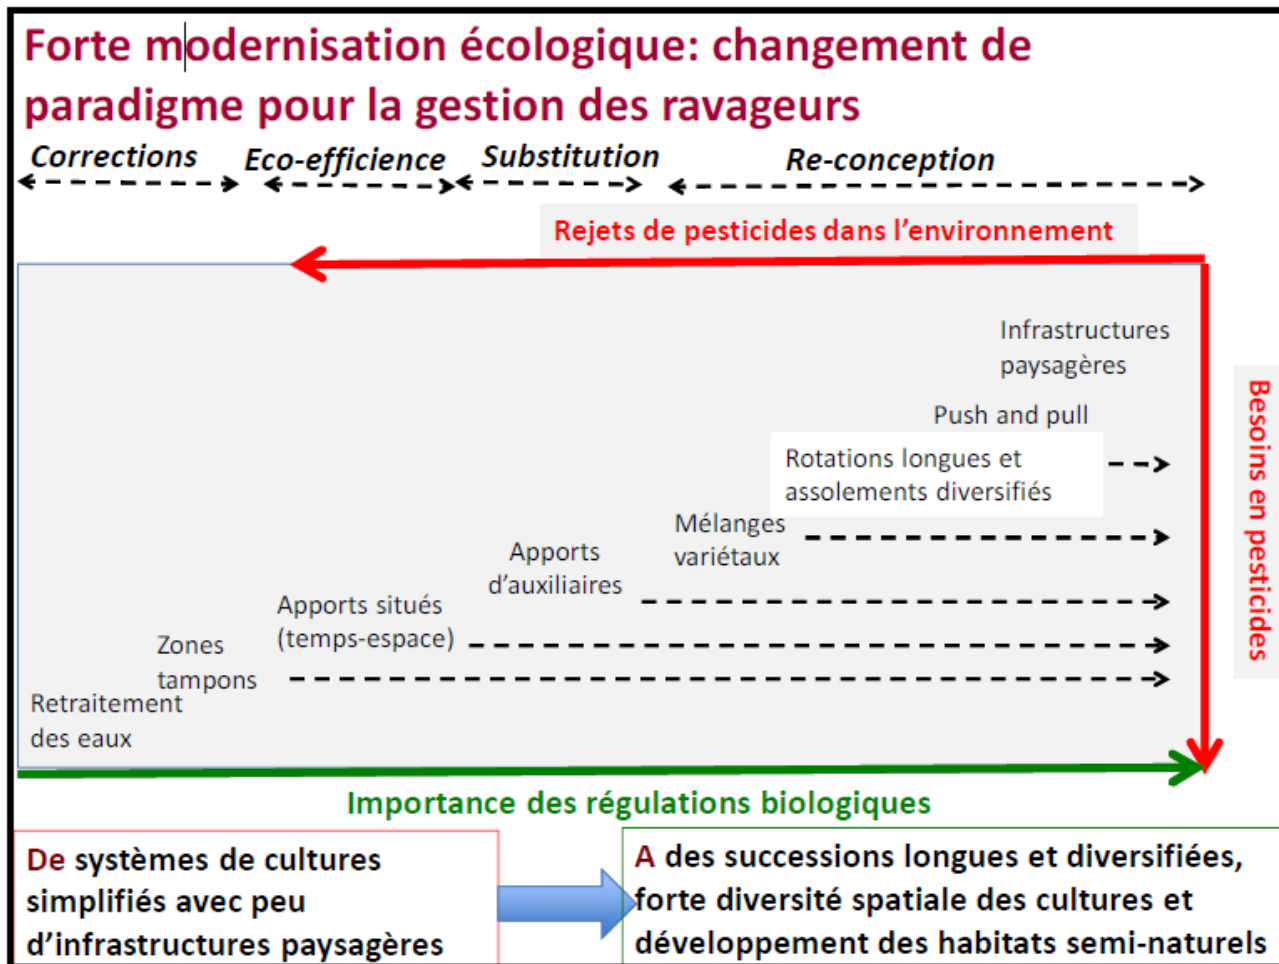 Forte modernisation écologique: changement de
paradigme pour la gestion des ravageurs
Corrections
Eco-efficience
Substitution
Re-conception
Rejets de pesticides dans l'environnement
Infrastructures
paysagères
Push and pull
Rotations longues et
assolements diversifiés
Mélanges
variétaux
Apports
d'auxiliaires
Apports situés
(temps-espace)
Zones
tampons
Retraitement
des eaux
Besoins en pesticides
Importance des régulations biologiques
De systèmes de cultures
simplifiés avec peu
d'infrastructures paysagères
A des successions longues et diversifiées,
forte diversité spatiale des cultures et
développement des habitats semi-naturels